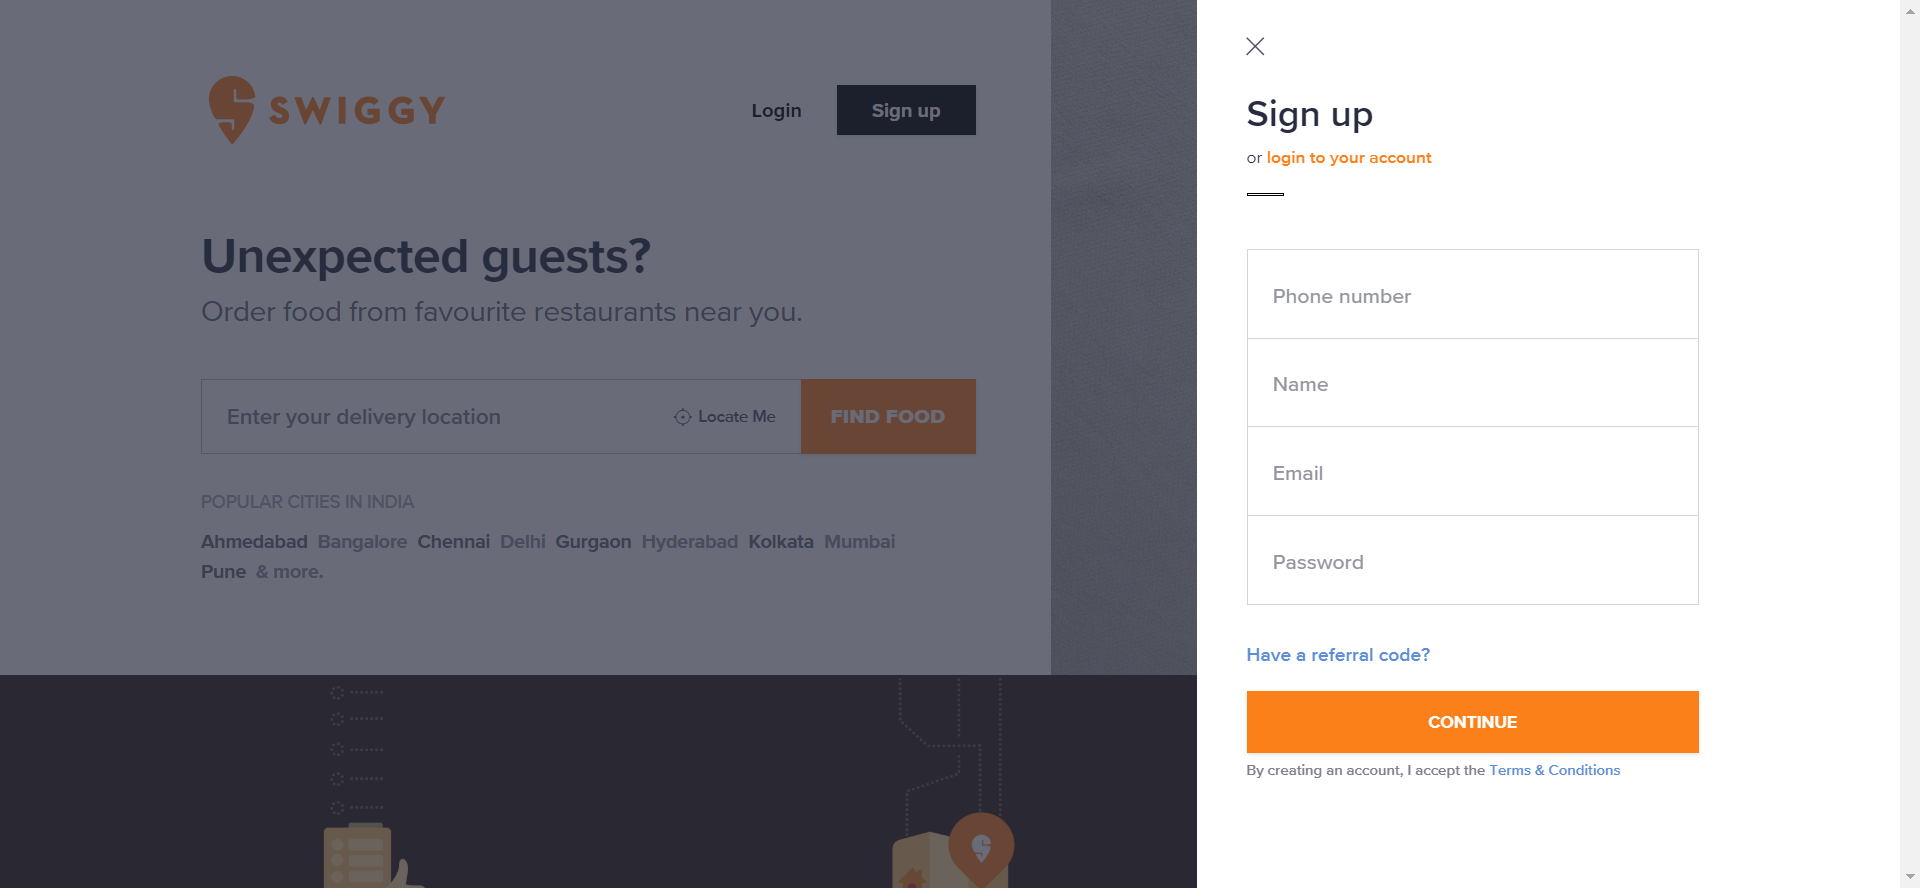 SWIGGY
Login
Sign up
Unexpected guests?
Order food from favourite restaurants near you.
Enter your delivery location
Locate Me
FIND FOOD
POPULAR CITIES IN INDIA
Ahmedabad Bangalore Chennai Delhi Gurgaon Hyderabad Kolkata Mumbai
Pune & more.
Sign up
or login to your account
Phone number
Name
Email
Password
Have a referral code?
CONTINUE
By creating an account, I accept the Terms & Conditions